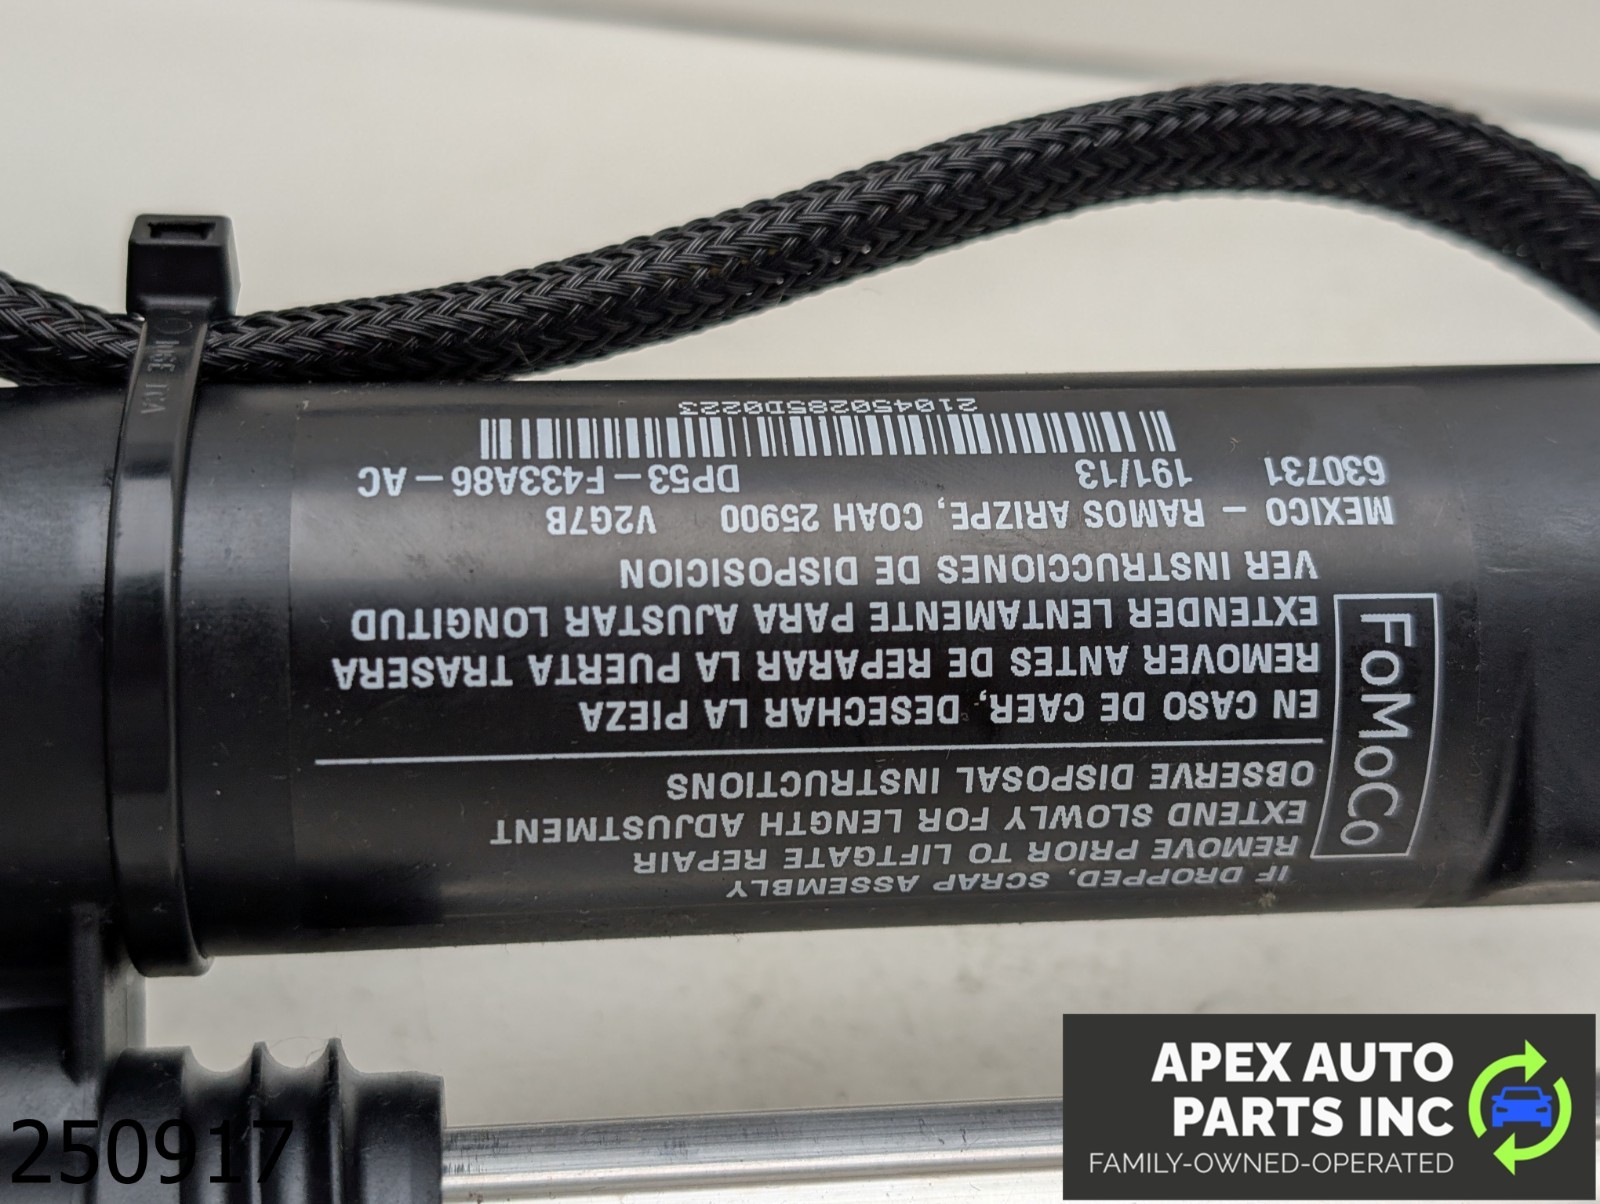 IF DROPPED, SCRAP ASSEMBLY
REMOVE PRIOR TO LIFTGATE REPAIR
EXTEND SLOWLY FOR LENGTH ADJUSTMENT
OBSERVE DISPOSAL INSTRUCTIONS
FoMoCo
EN CASO DE CAER, DESECHAR LA PIEZA
REMOVER ANTES DE REPARAR LA PUERTA TRASERA
EXTENDER LENTAMENTE PARA AJUSTAR LONGITUD
VER INSTRUCCIONES DE DISPOSICION
MEXICO - RAMOS ARIZPE, COAH 25900 V2G7B
630731 191/13 DP53-F433A86-AC
210450285D0223
250917
APEX AUTO
PARTS INC
FAMILY-OWNED-OPERATED